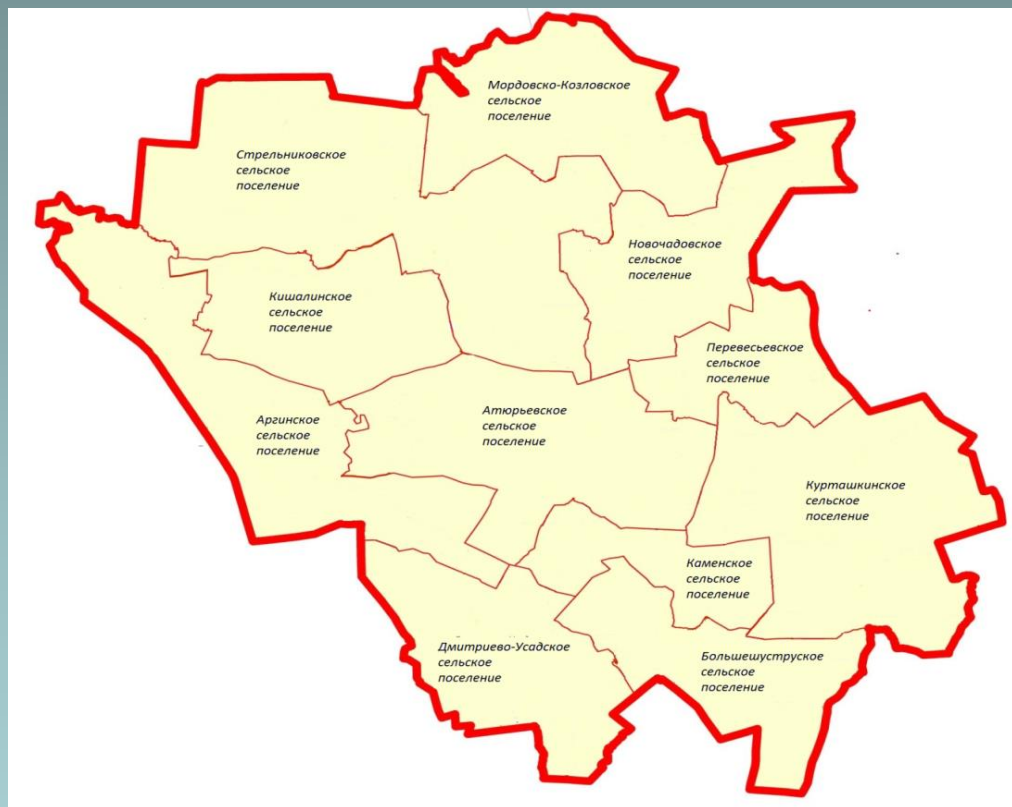 Мордовско-Козловское
сельское
поселение
Стрельниковское
сельское
поселение
Новочадовское
сельское
поселение
Кишалинское
сельское
поселение
Перевесьевское
сельское
поселение
Аргинское
сельское
поселение
Атюрьевское
сельское
поселение
Курташкинское
сельское
поселение
Каменское
сельское
поселение
Дмитриево-Усадское
сельское
поселение
Большешуструское
сельское
поселение